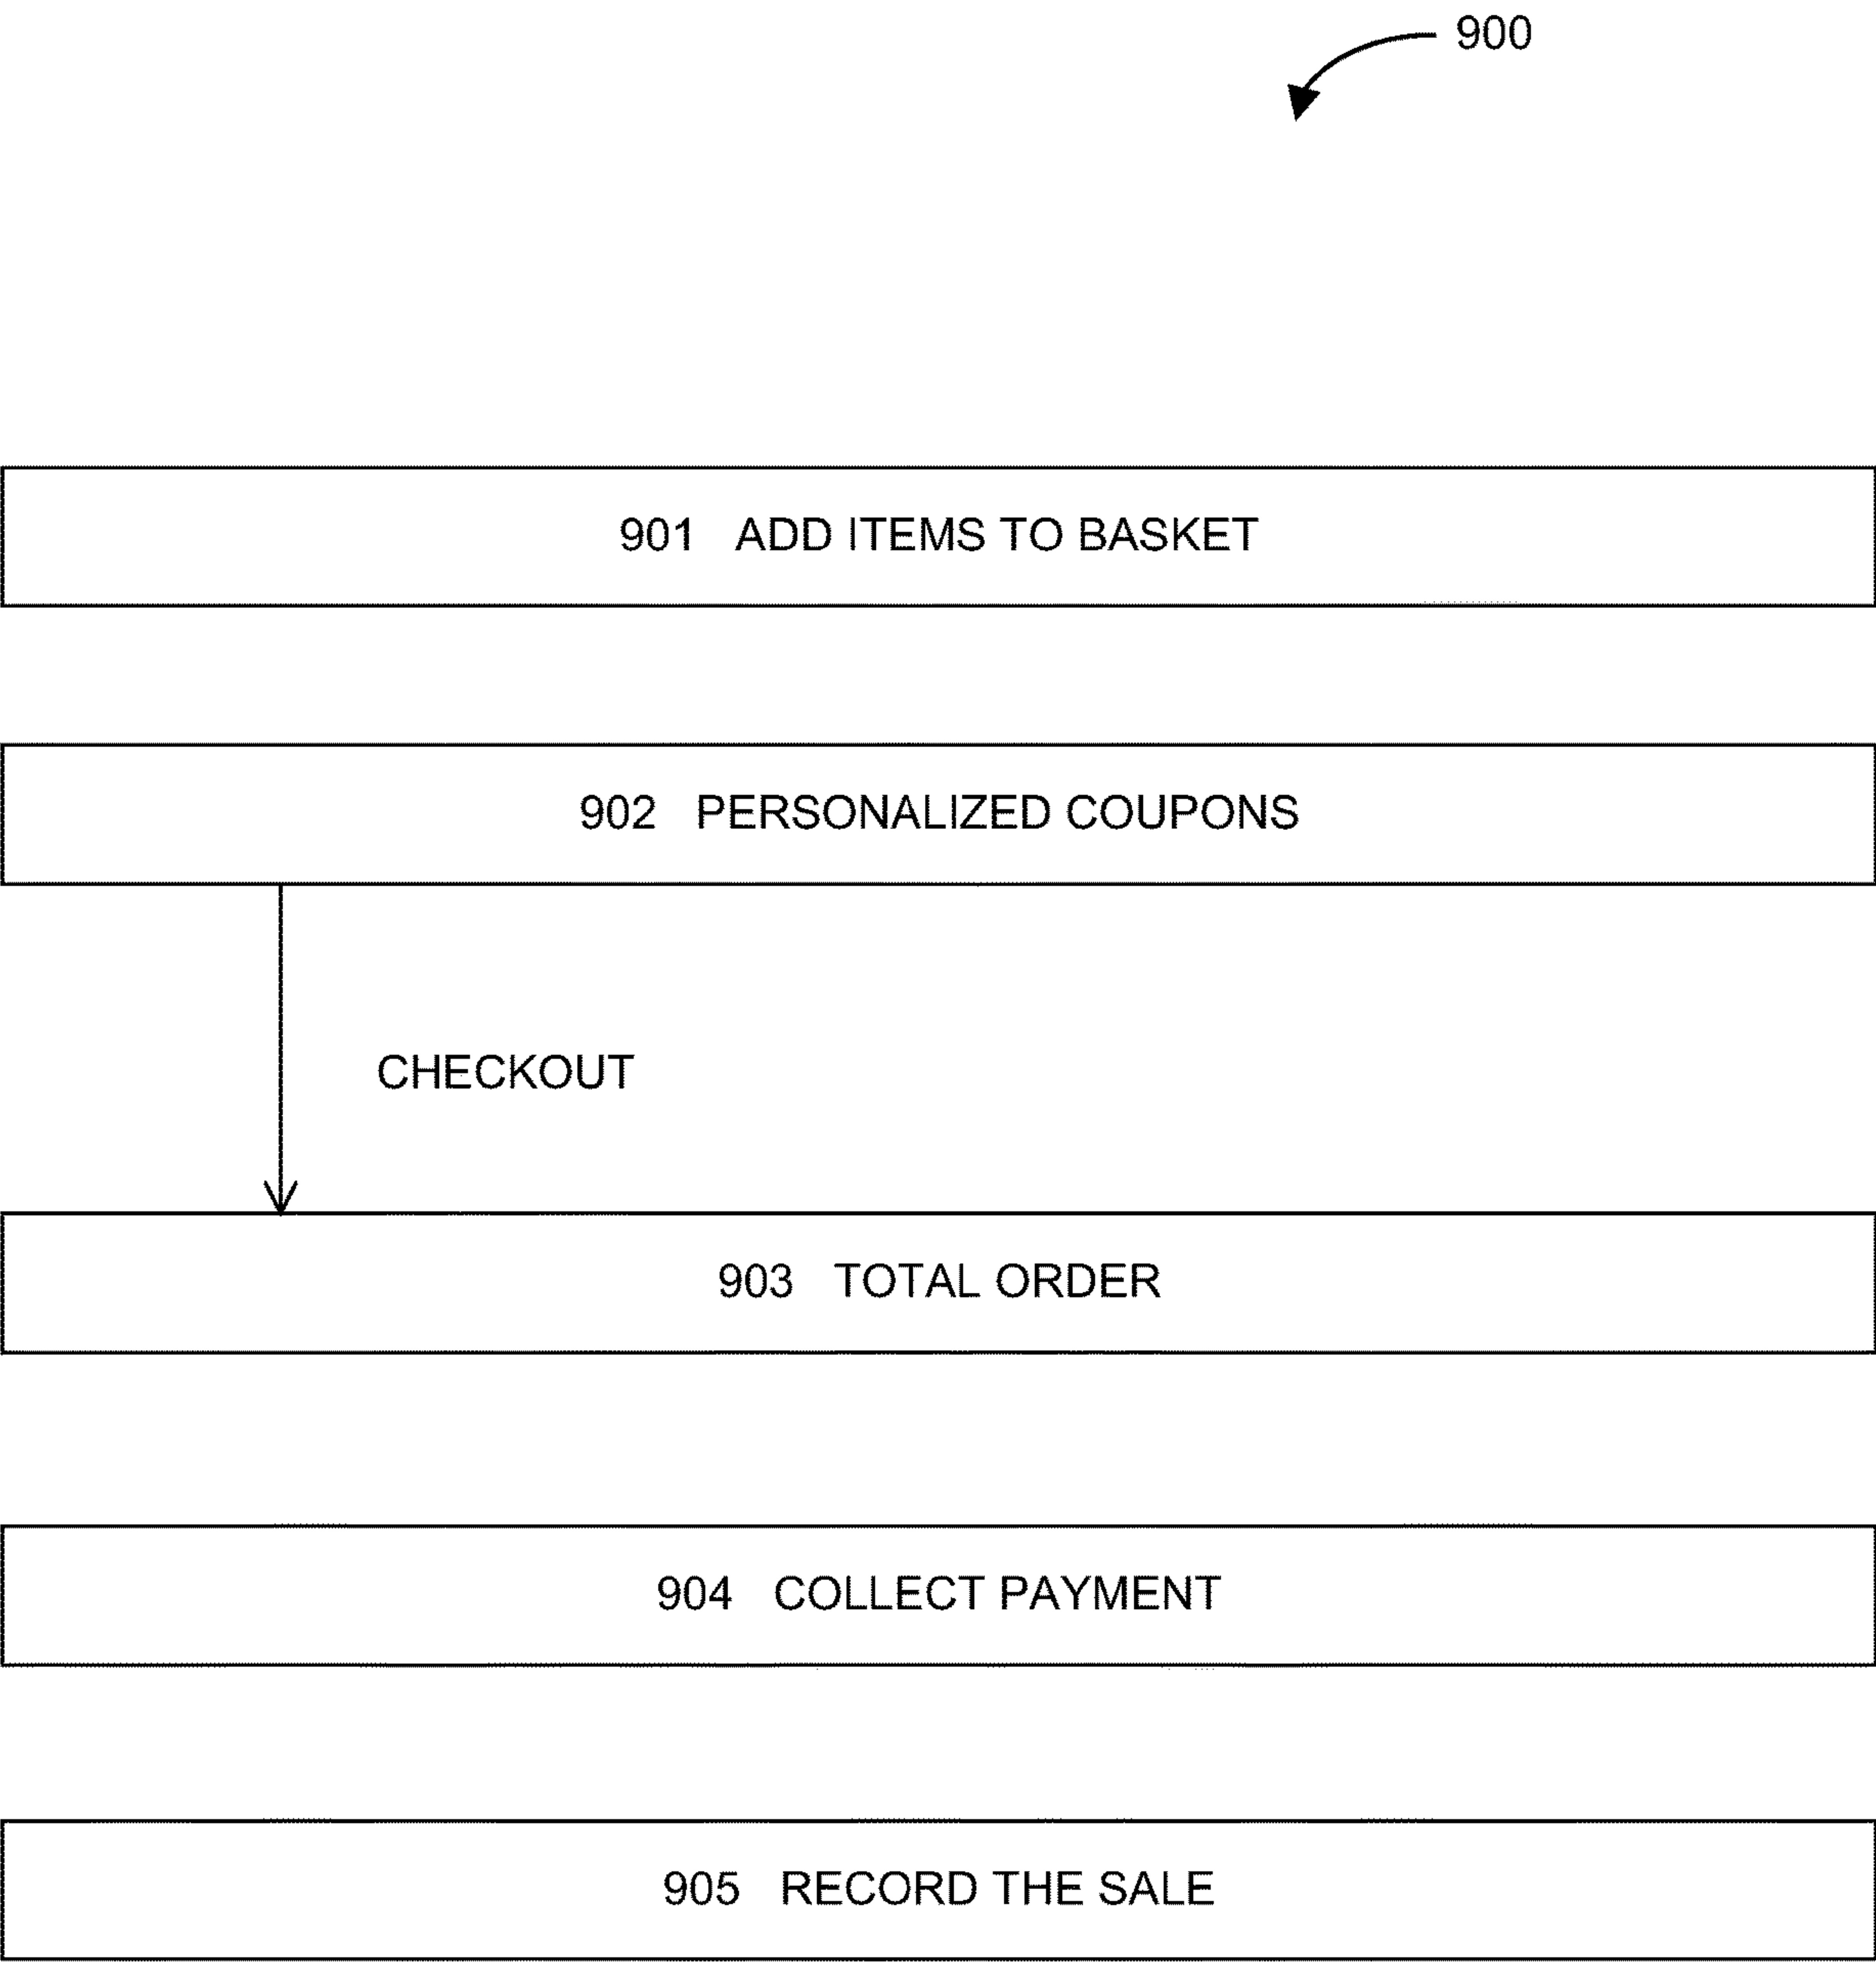 900
901 ADD ITEMS TO BASKET
902 PERSONALIZED COUPONS
CHECKOUT
903 TOTAL ORDER
904 COLLECT PAYMENT
905 RECORD THE SALE